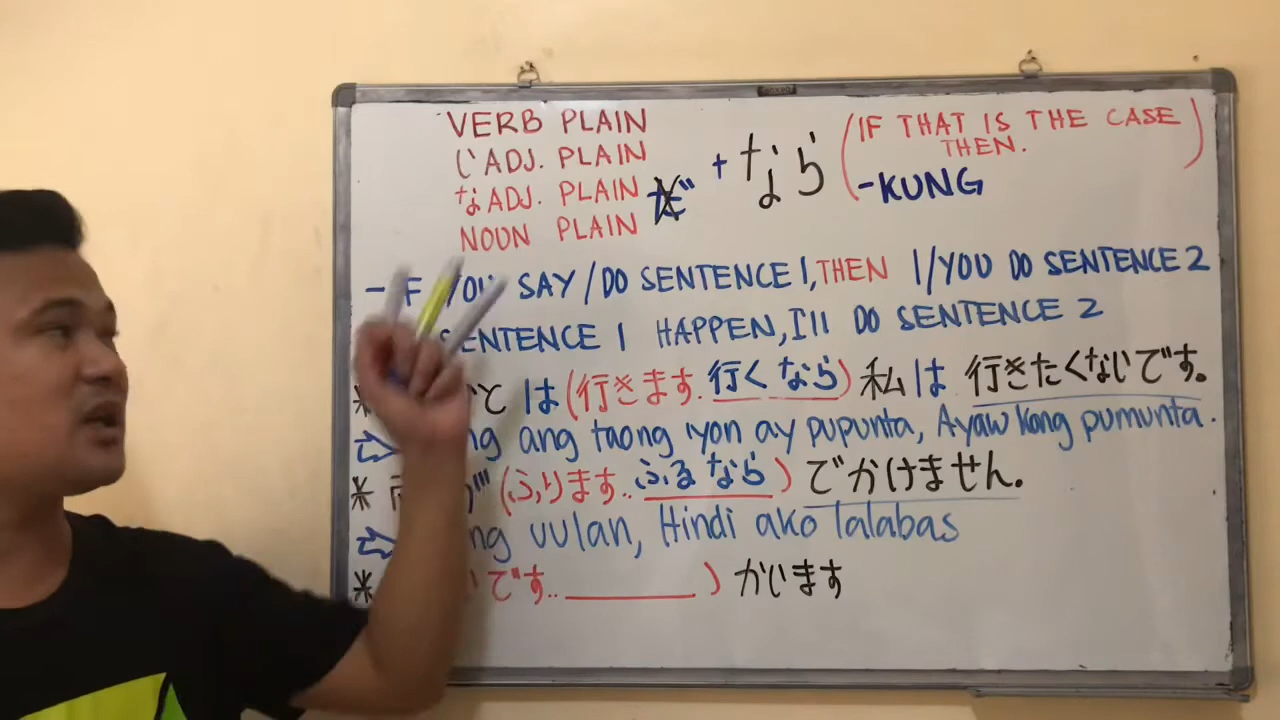 VERB PLAIN
い ADJ. PLAIN
な ADJ. PLAIN だ + なら (IF THAT IS THE CASE THEN.)
NOUN PLAIN
-KUNG
- IF YOU SAY/DO SENTENCE 1, THEN I/YOU DO SENTENCE 2
SENTENCE 1 HAPPEN, I'll DO SENTENCE 2
* と は (行きます. 行く なら) 私 は 行きたくないです。
⇨ ang taong iyon ay pupunta, Ayaw kong pumunta.
* が (ふります.. ふる なら) でかけません。
⇨ uulan, Hindi ako lalabas
* いです.. ______ ) かいます